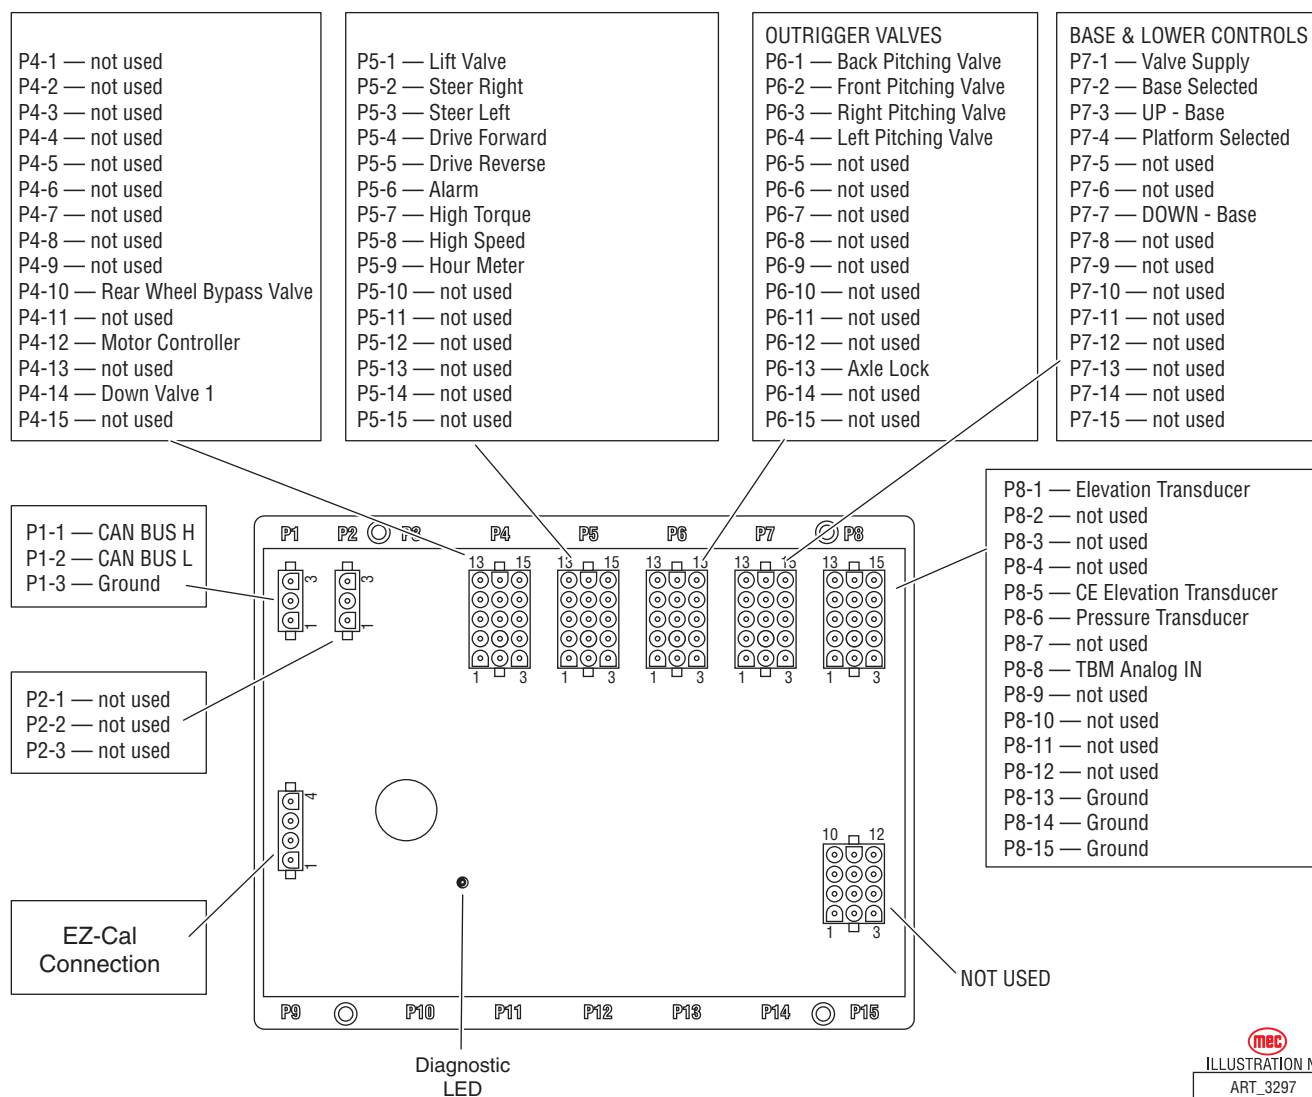 P4-1 — not used
P4-2 — not used
P4-3 — not used
P4-4 — not used
P4-5 — not used
P4-6 — not used
P4-7 — not used
P4-8 — not used
P4-9 — not used
P4-10 — Rear Wheel Bypass Valve
P4-11 — not used
P4-12 — Motor Controller
P4-13 — not used
P4-14 — Down Valve 1
P4-15 — not used
P5-1 — Lift Valve
P5-2 — Steer Right
P5-3 — Steer Left
P5-4 — Drive Forward
P5-5 — Drive Reverse
P5-6 — Alarm
P5-7 — High Torque
P5-8 — High Speed
P5-9 — Hour Meter
P5-10 — not used
P5-11 — not used
P5-12 — not used
P5-13 — not used
P5-14 — not used
P5-15 — not used
OUTRIGGER VALVES
P6-1 — Back Pitching Valve
P6-2 — Front Pitching Valve
P6-3 — Right Pitching Valve
P6-4 — Left Pitching Valve
P6-5 — not used
P6-6 — not used
P6-7 — not used
P6-8 — not used
P6-9 — not used
P6-10 — not used
P6-11 — not used
P6-12 — not used
P6-13 — Axle Lock
P6-14 — not used
P6-15 — not used
BASE & LOWER CONTROLS
P7-1 — Valve Supply
P7-2 — Base Selected
P7-3 — UP - Base
P7-4 — Platform Selected
P7-5 — not used
P7-6 — not used
P7-7 — DOWN - Base
P7-8 — not used
P7-9 — not used
P7-10 — not used
P7-11 — not used
P7-12 — not used
P7-13 — not used
P7-14 — not used
P7-15 — not used
P1-1 — CAN BUS H
P1-2 — CAN BUS L
P1-3 — Ground
P2-1 — not used
P2-2 — not used
P2-3 — not used
EZ-Cal
Connection
P8-1 — Elevation Transducer
P8-2 — not used
P8-3 — not used
P8-4 — not used
P8-5 — CE Elevation Transducer
P8-6 — Pressure Transducer
P8-7 — not used
P8-8 — TBM Analog IN
P8-9 — not used
P8-10 — not used
P8-11 — not used
P8-12 — not used
P8-13 — Ground
P8-14 — Ground
P8-15 — Ground
P1 P2 P3 P4 P5 P6 P7 P8
13 15 13 15 13 15 13 15 13 15
3 3
1 1
1 3 1 3 1 3 1 3 1 3
4
1
10 12
1 3
NOT USED
P9 P10 P11 P12 P13 P14 P15
Diagnostic
LED
mec
ILLUSTRATION N
ART_3297